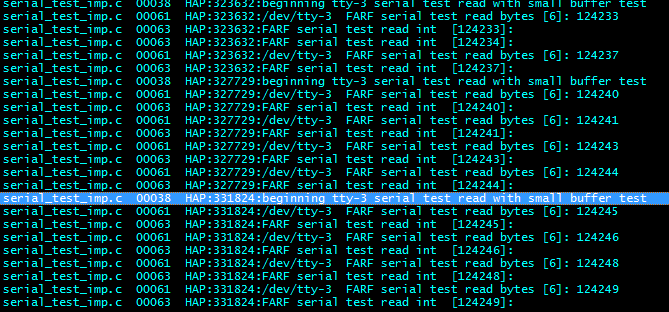 serial_test_imp.c 00038 HAP:323632:beginning tty-3 serial test read with small buffer test
serial_test_imp.c 00061 HAP:323632:/dev/tty-3 FARF serial test read bytes [6]: 124233
serial_test_imp.c 00063 HAP:323632:FARF serial test read int [124233]:
serial_test_imp.c 00063 HAP:323632:FARF serial test read int [124234]:
serial_test_imp.c 00061 HAP:323632:/dev/tty-3 FARF serial test read bytes [6]: 124237
serial_test_imp.c 00063 HAP:323632:FARF serial test read int [124237]:
serial_test_imp.c 00038 HAP:327729:beginning tty-3 serial test read with small buffer test
serial_test_imp.c 00061 HAP:327729:/dev/tty-3 FARF serial test read bytes [6]: 124240
serial_test_imp.c 00063 HAP:327729:FARF serial test read int [124240]:
serial_test_imp.c 00061 HAP:327729:/dev/tty-3 FARF serial test read bytes [6]: 124241
serial_test_imp.c 00063 HAP:327729:FARF serial test read int [124241]:
serial_test_imp.c 00061 HAP:327729:/dev/tty-3 FARF serial test read bytes [6]: 124243
serial_test_imp.c 00063 HAP:327729:FARF serial test read int [124243]:
serial_test_imp.c 00061 HAP:327729:/dev/tty-3 FARF serial test read bytes [6]: 124244
serial_test_imp.c 00063 HAP:327729:FARF serial test read int [124244]:
serial_test_imp.c 00038 HAP:331824:beginning tty-3 serial test read with small buffer test
serial_test_imp.c 00061 HAP:331824:/dev/tty-3 FARF serial test read bytes [6]: 124245
serial_test_imp.c 00063 HAP:331824:FARF serial test read int [124245]:
serial_test_imp.c 00061 HAP:331824:/dev/tty-3 FARF serial test read bytes [6]: 124246
serial_test_imp.c 00063 HAP:331824:FARF serial test read int [124246]:
serial_test_imp.c 00061 HAP:331824:/dev/tty-3 FARF serial test read bytes [6]: 124248
serial_test_imp.c 00063 HAP:331824:FARF serial test read int [124248]:
serial_test_imp.c 00061 HAP:331824:/dev/tty-3 FARF serial test read bytes [6]: 124249
serial_test_imp.c 00063 HAP:331824:FARF serial test read int [124249]: